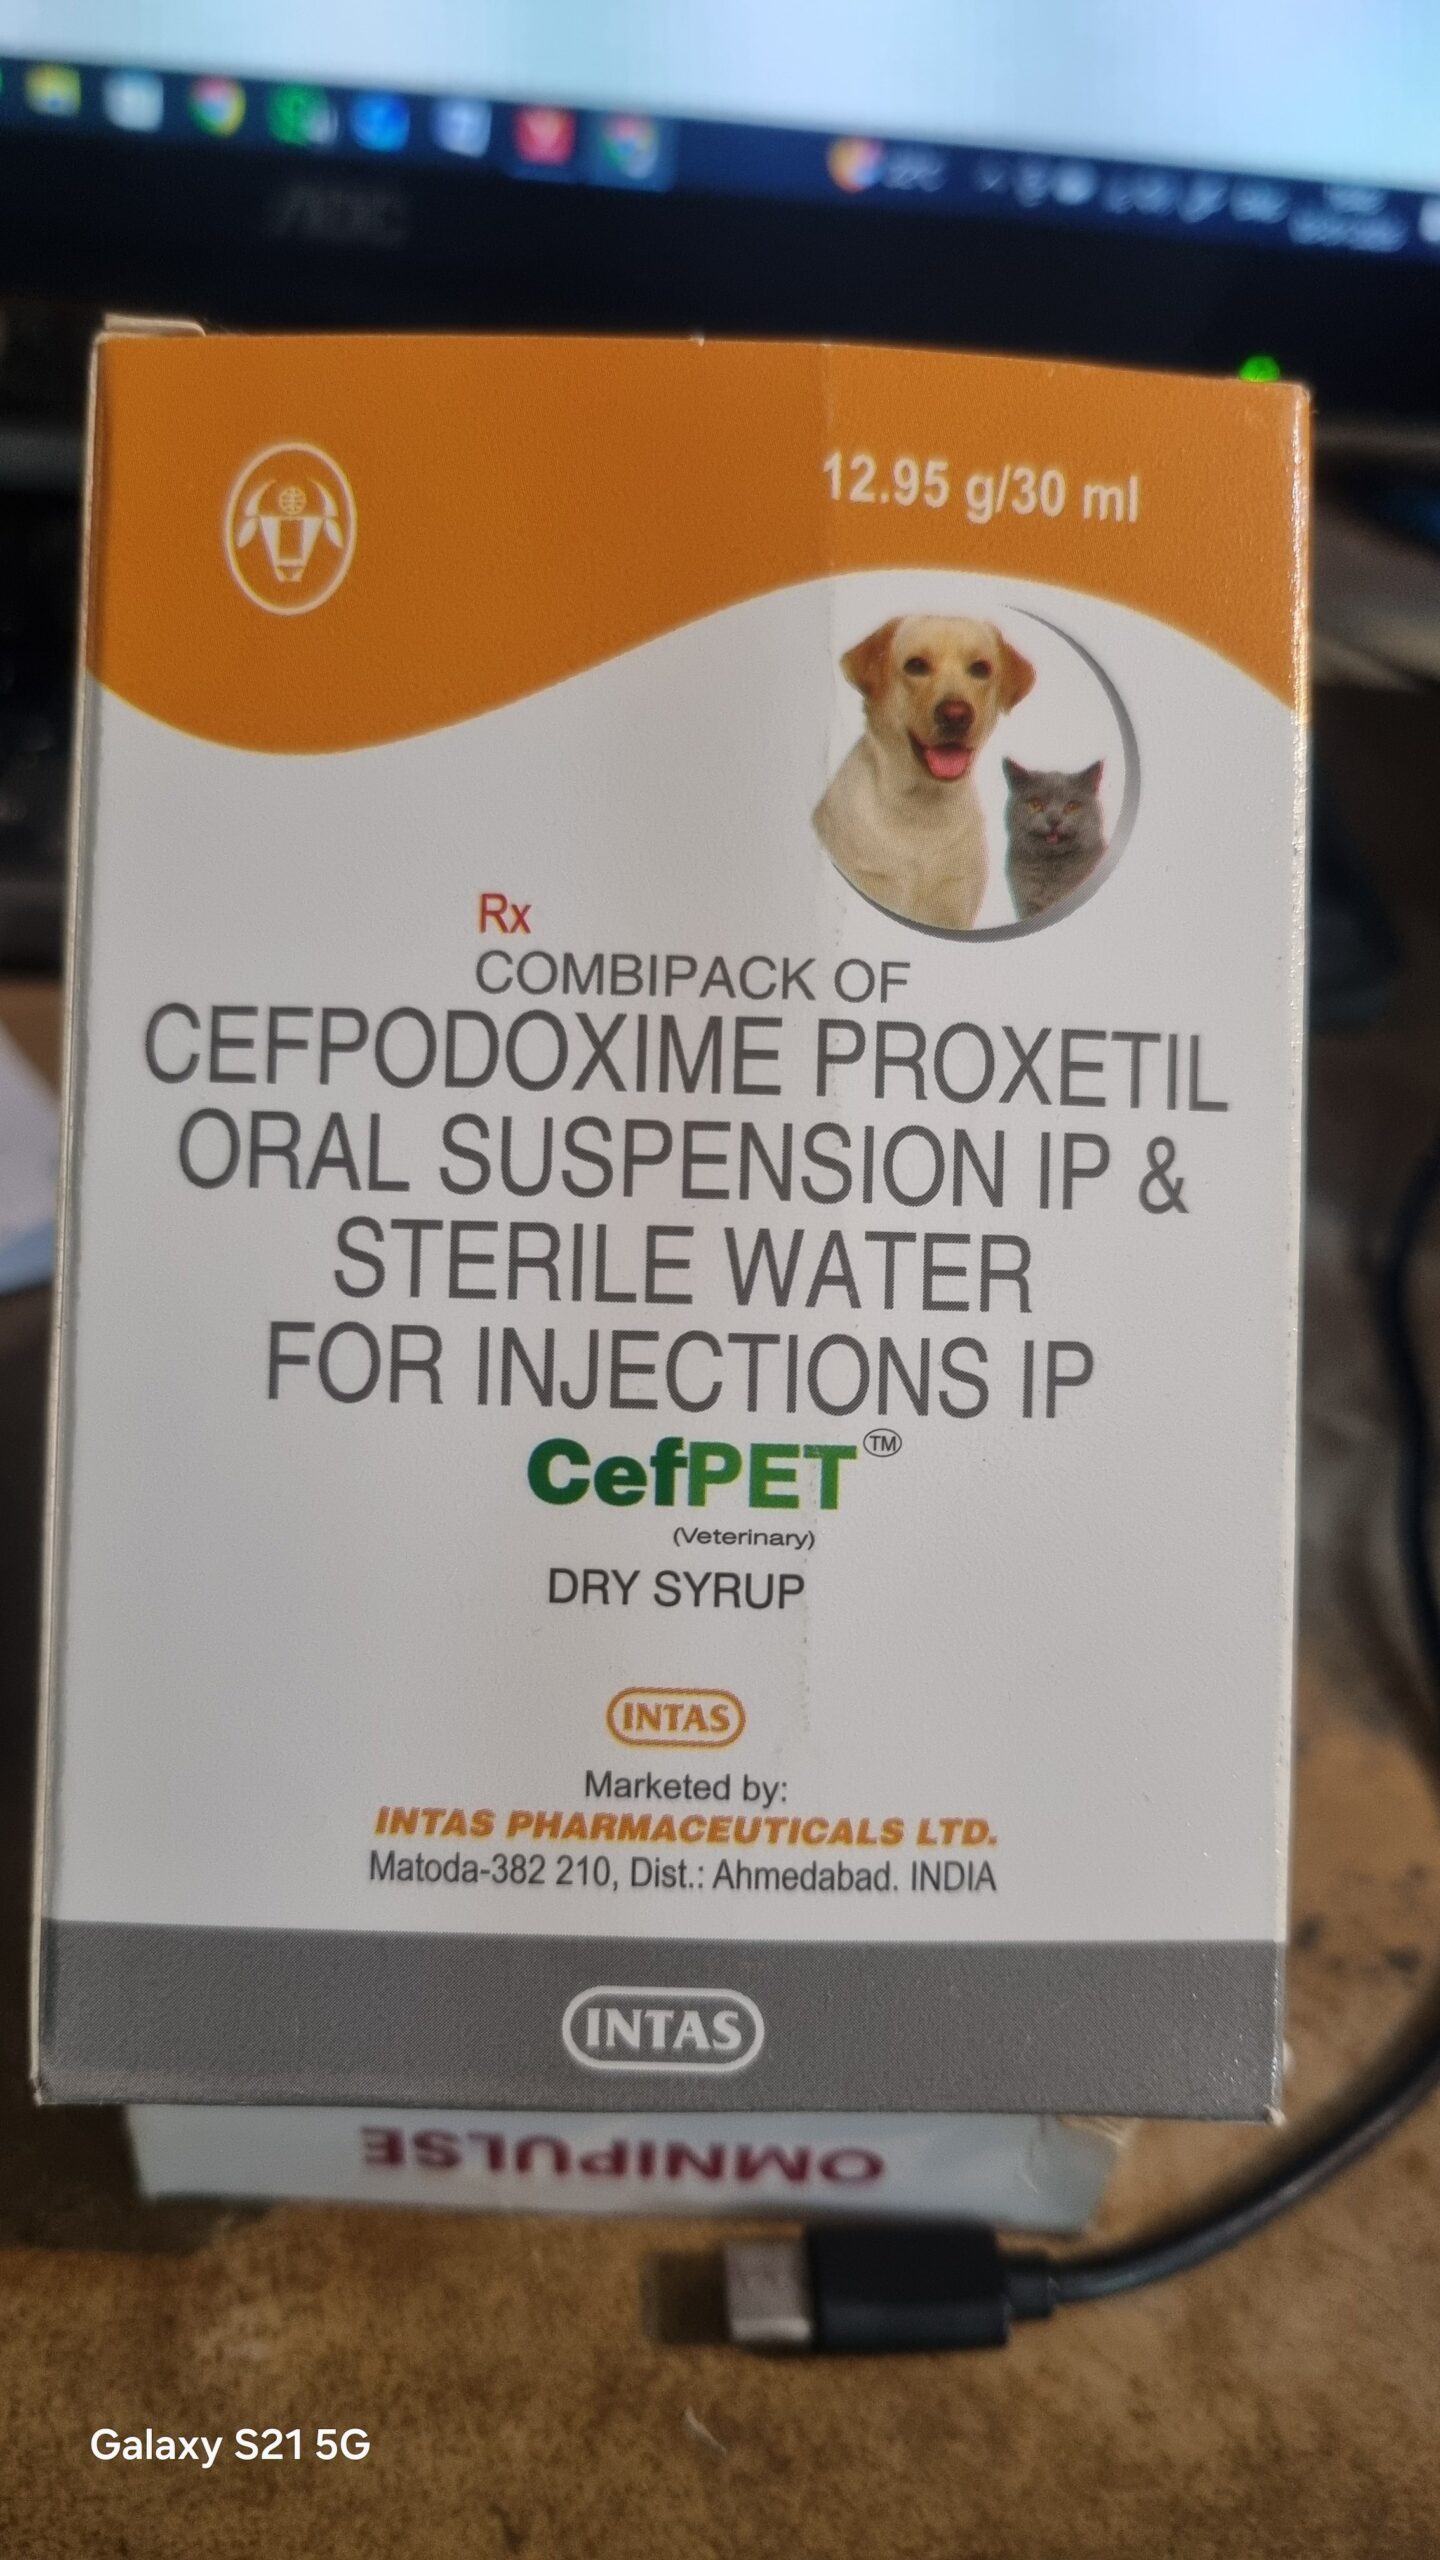 12.95 g/30 ml
Rx
COMBIPACK OF
CEFPODOXIME PROXETIL
ORAL SUSPENSION IP &
STERILE WATER
FOR INJECTIONS IP
CefPET™
(Veterinary)
DRY SYRUP
INTAS
Marketed by:
INTAS PHARMACEUTICALS LTD.
Matoda-382 210, Dist.: Ahmedabad. INDIA
INTAS
OMNIPULSE
Galaxy S21 5G